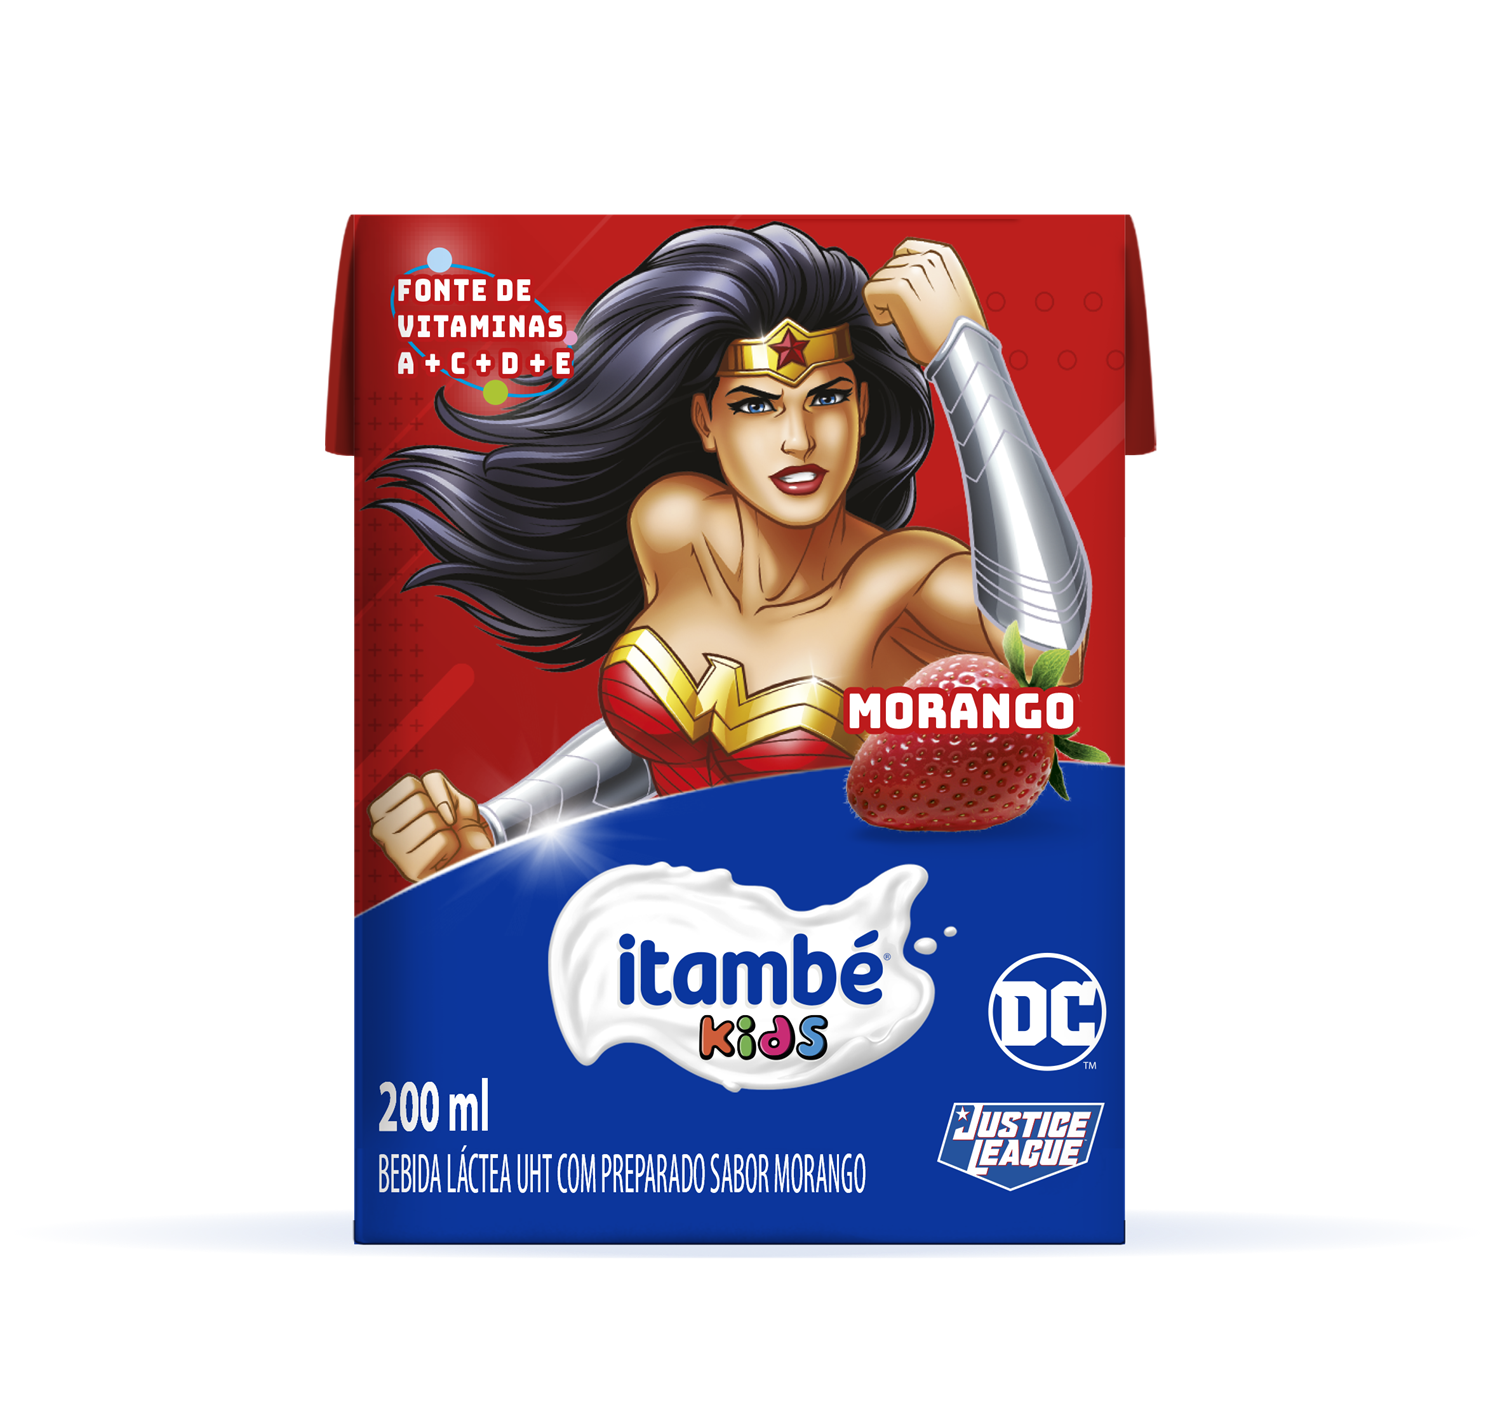 FONTE DE
VITAMINAS
A + C + D + E
MORANGO
itambé®
kids
DC
TM
JUSTICE
LEAGUE
200 ml
BEBIDA LÁCTEA UHT COM PREPARADO SABOR MORANGO